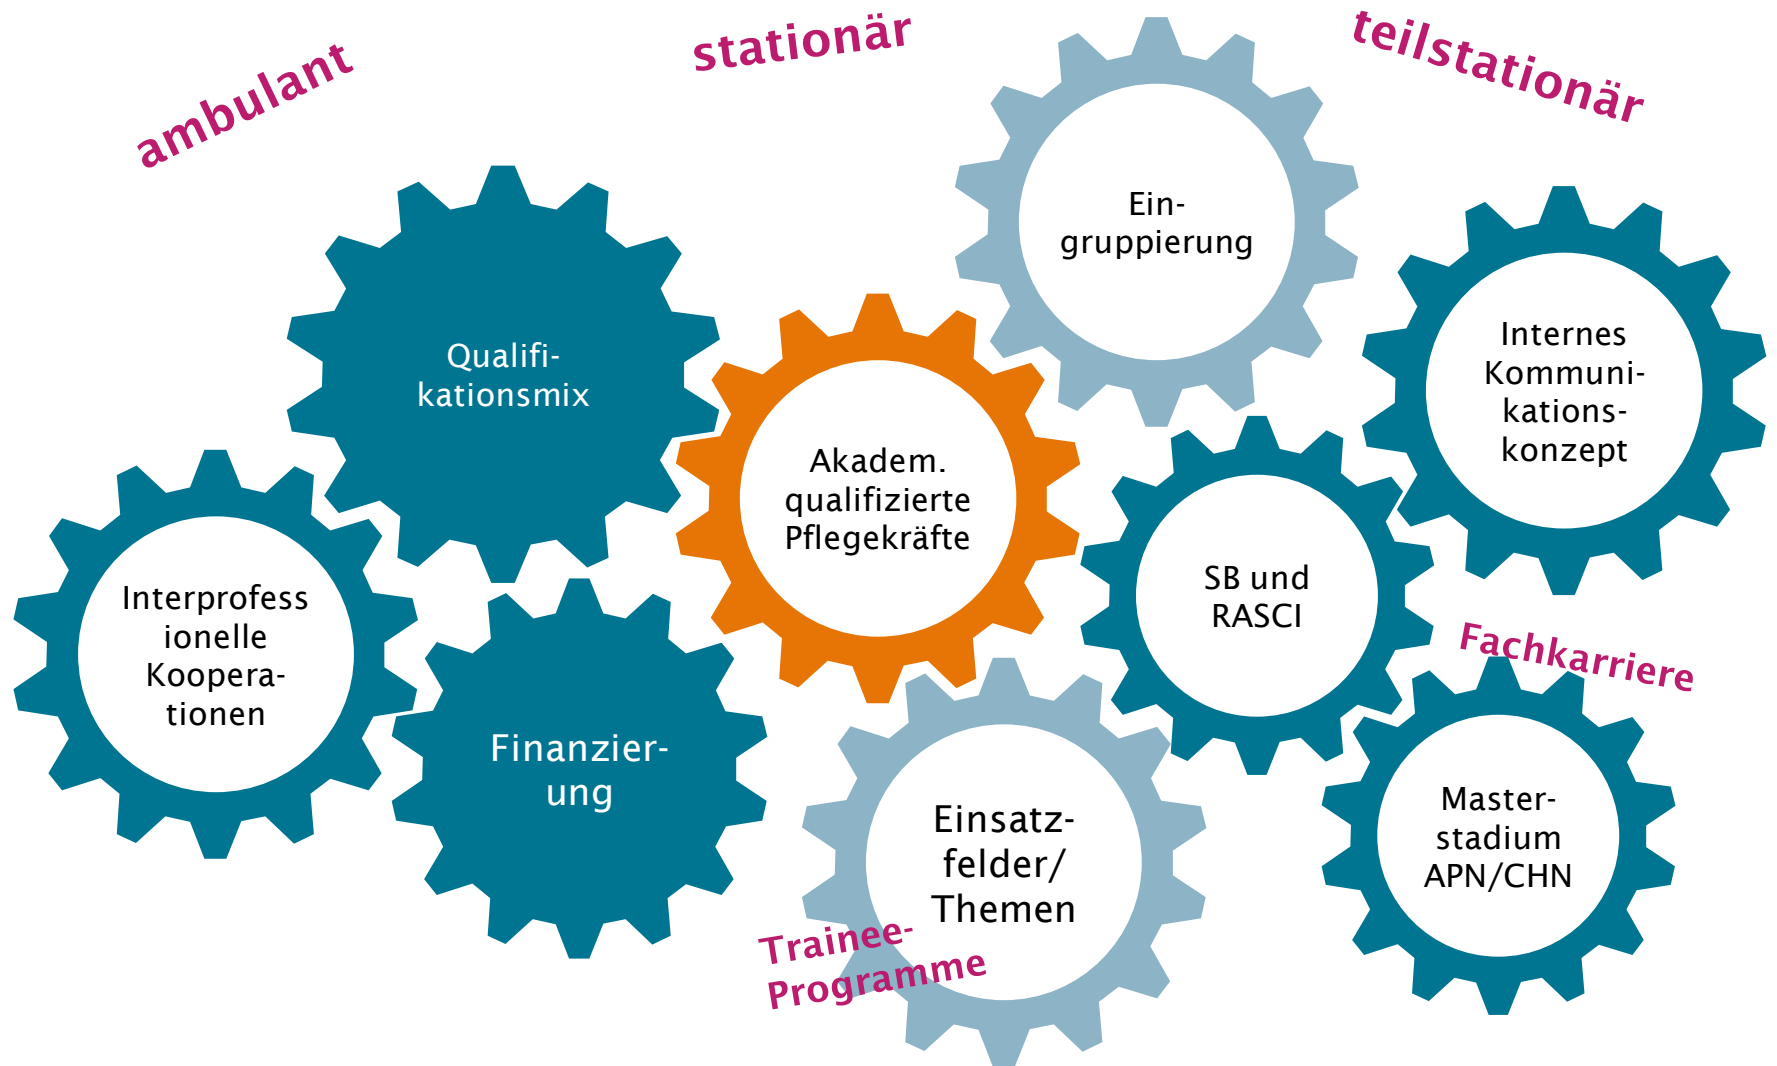 ambulant
stationär
teilstationär
Ein-
gruppierung
Qualifi-
kationsmix
Internes
Kommuni-
kations-
konzept
Akadem.
qualifizierte
Pflegekräfte
Interprofess
ionelle
Koopera-
tionen
SB und
RASCI
Fachkarriere
Finanzier-
ung
Einsatz-
felder/
Themen
Trainee-
Programme
Master-
stadium
APN/CHN